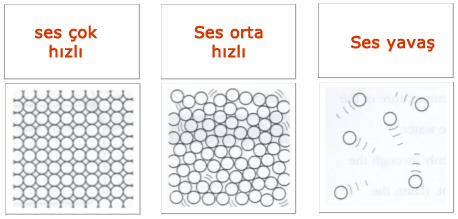 ses çok
hızlı
Ses orta
hızlı
Ses yavaş